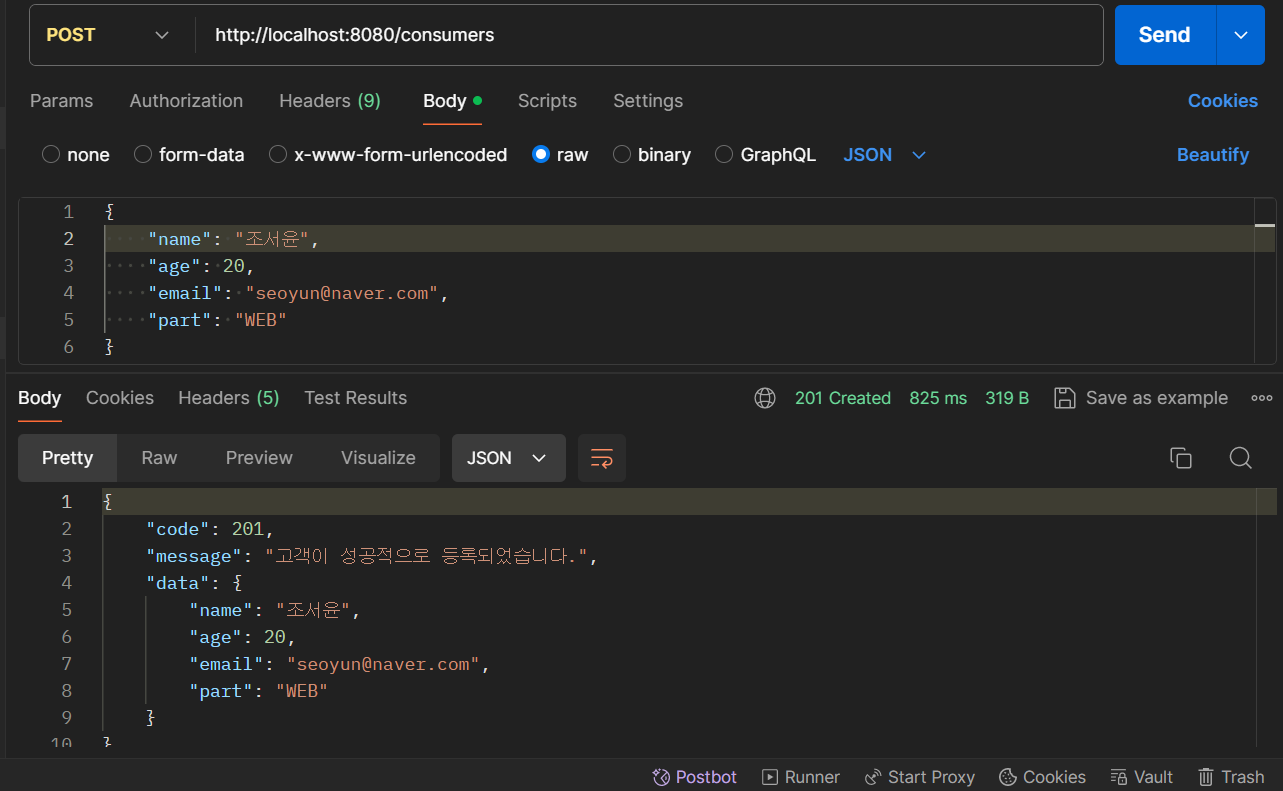 POST http://localhost:8080/consumers Send
Params Authorization Headers (9) Body Scripts Settings Cookies
none form-data x-www-form-urlencoded raw binary GraphQL JSON Beautify
1 {
2 "name": "조서윤",
3 "age": 20,
4 "email": "seoyun@naver.com",
5 "part": "WEB"
6 }
Body Cookies Headers (5) Test Results 201 Created 825 ms 319 B Save as example
Pretty Raw Preview Visualize JSON
1 {
2 "code": 201,
3 "message": "고객이 성공적으로 등록되었습니다.",
4 "data": {
5 "name": "조서윤",
6 "age": 20,
7 "email": "seoyun@naver.com",
8 "part": "WEB"
9 }
10 }
Postbot Runner Start Proxy Cookies Vault Trash